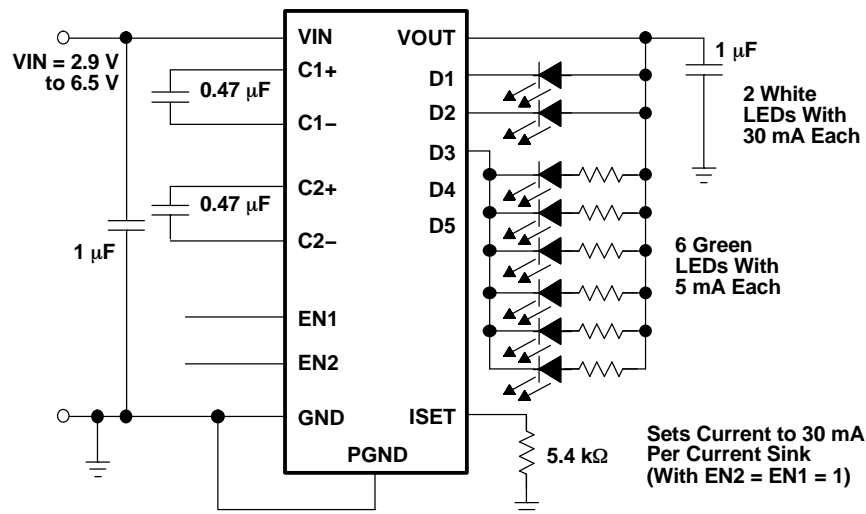 VIN
VOUT
VIN = 2.9 V
to 6.5 V
C1+
0.47 µF
C1−
D1
D2
D3
D4
D5
1 µF
2 White
LEDs With
30 mA Each
C2+
0.47 µF
C2−
1 µF
6 Green
LEDs With
5 mA Each
EN1
EN2
GND
ISET
PGND
5.4 kΩ
Sets Current to 30 mA
Per Current Sink
(With EN2 = EN1 = 1)